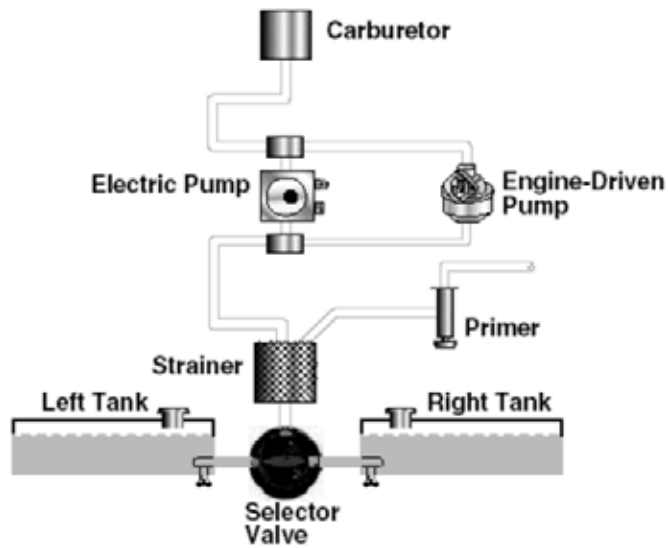 Carburetor
Electric Pump
Engine-Driven
Pump
Primer
Strainer
Left Tank
Right Tank
Selector
Valve